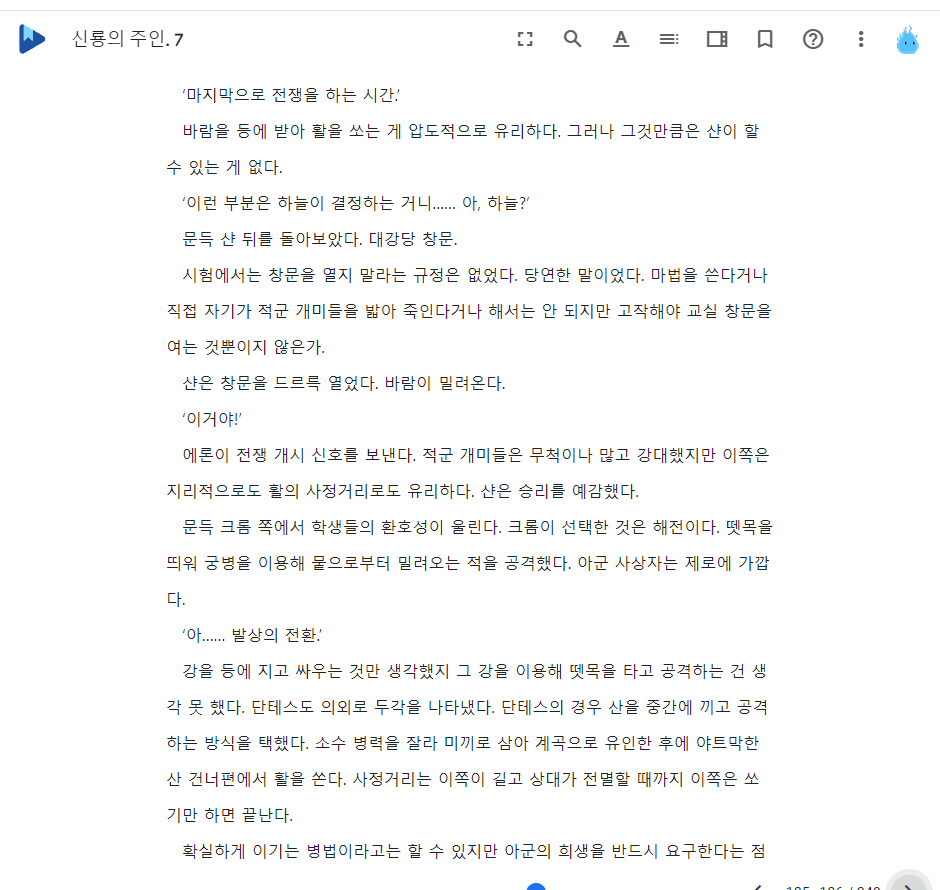 신룡의 주인. 7
‘마지막으로 전쟁을 하는 시간.’
바람을 등에 받아 활을 쏘는 게 압도적으로 유리하다. 그러나 그것만큼은 샨이 할
수 있는 게 없다.
‘이런 부분은 하늘이 결정하는 거니…… 아, 하늘?’
문득 샨 뒤를 돌아보았다. 대강당 창문.
시험에서는 창문을 열지 말라는 규정은 없었다. 당연한 말이었다. 마법을 쓴다거나
직접 자기가 적군 개미들을 밟아 죽인다거나 해서는 안 되지만 고작해야 교실 창문을
여는 것뿐이지 않은가.
샨은 창문을 드르륵 열었다. 바람이 밀려온다.
‘이거야!’
에론이 전쟁 개시 신호를 보낸다. 적군 개미들은 무척이나 많고 강대했지만 이쪽은
지리적으로도 활의 사정거리로도 유리하다. 샨은 승리를 예감했다.
문득 크롬 쪽에서 학생들의 환호성이 울린다. 크롬이 선택한 것은 해전이다. 뗏목을
띄워 궁병을 이용해 뭍으로부터 밀려오는 적을 공격했다. 아군 사상자는 제로에 가깝
다.
‘아…… 발상의 전환.’
강을 등에 지고 싸우는 것만 생각했지 그 강을 이용해 뗏목을 타고 공격하는 건 생
각 못 했다. 단테스도 의외로 두각을 나타냈다. 단테스의 경우 산을 중간에 끼고 공격
하는 방식을 택했다. 소수 병력을 잘라 미끼로 삼아 계곡으로 유인한 후에 야트막한
산 건너편에서 활을 쏜다. 사정거리는 이쪽이 길고 상대가 전멸할 때까지 이쪽은 쏘
기만 하면 끝난다.
확실하게 이기는 병법이라고는 할 수 있지만 아군의 희생을 반드시 요구한다는 점